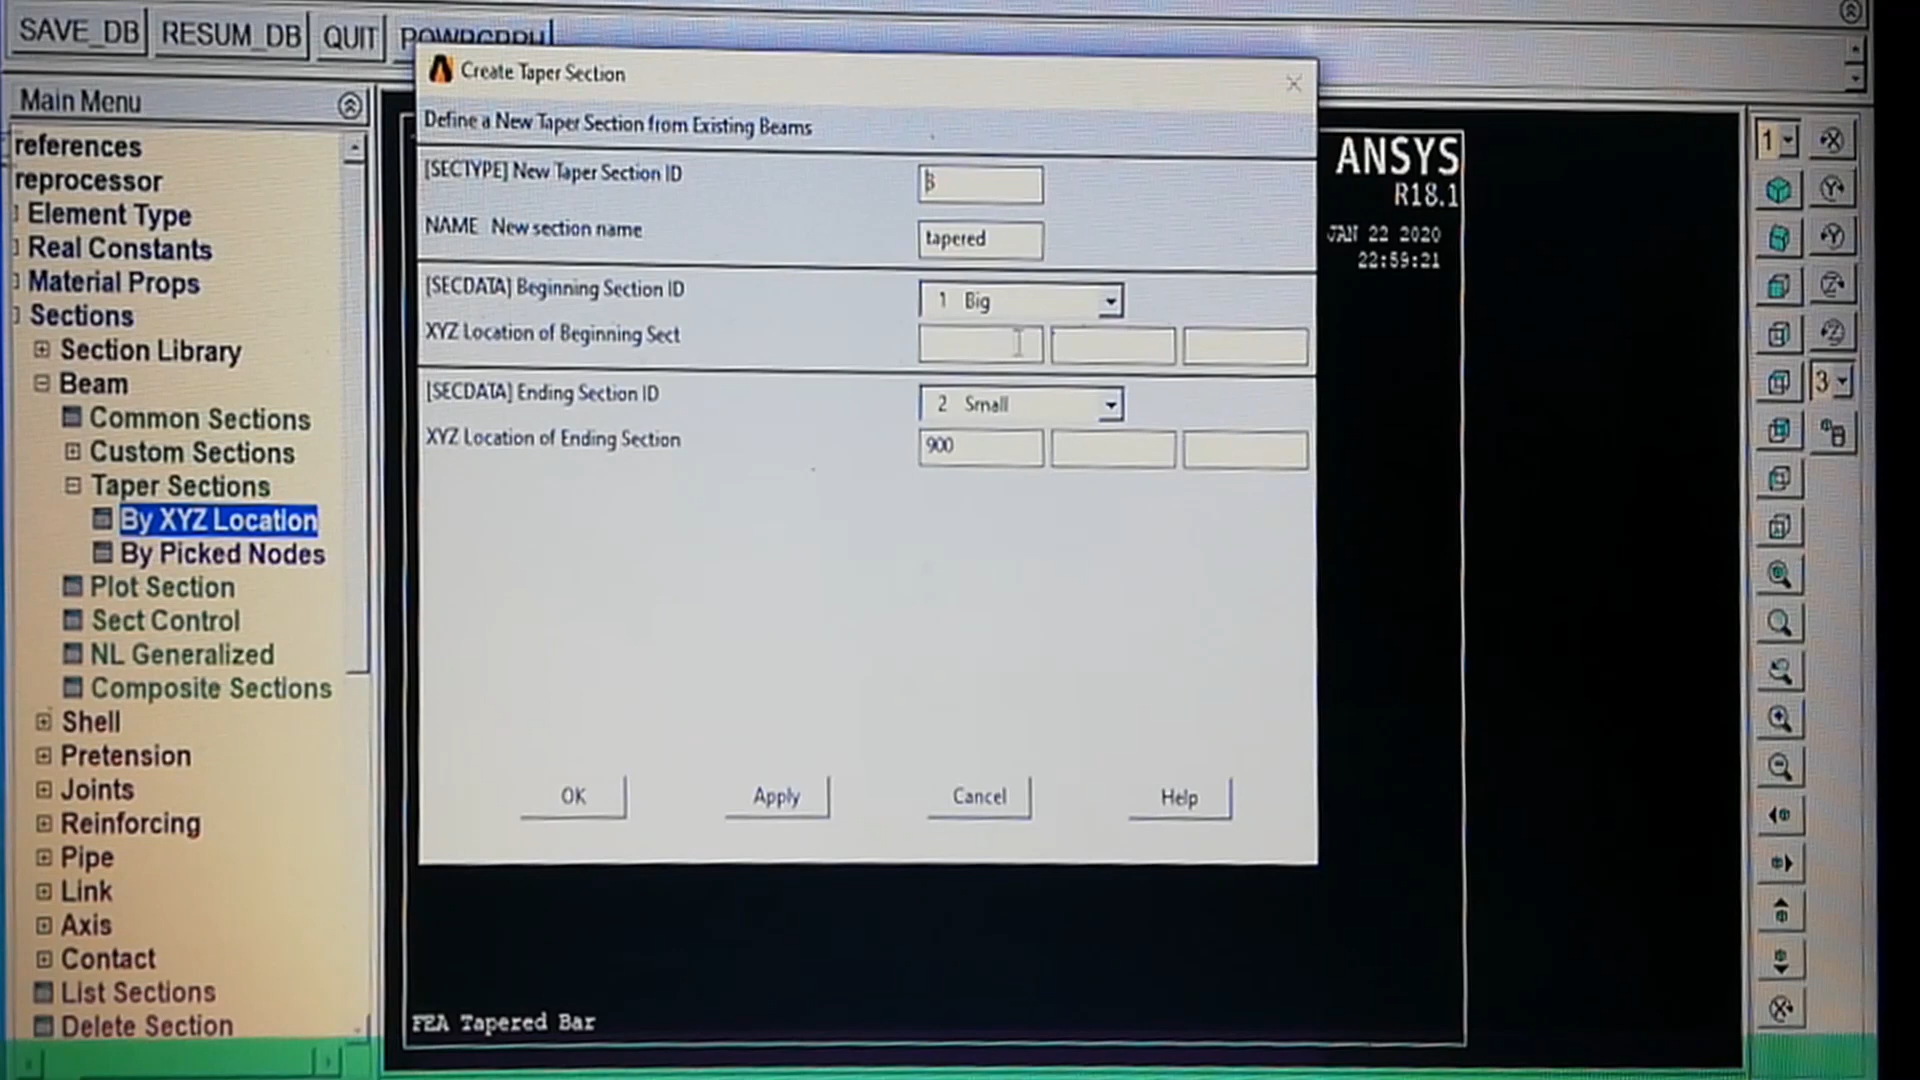 SAVE_DB RESUM_DB QUIT POWRGRPH
Create Taper Section
Main Menu
Define a New Taper Section from Existing Beams
references
reprocessor
Element Type
Real Constants
Material Props
Sections
Section Library
Beam
Common Sections
Custom Sections
Taper Sections
By XYZ Location
By Picked Nodes
Plot Section
Sect Control
NL Generalized
Composite Sections
Shell
Pretension
Joints
Reinforcing
Pipe
Link
Axis
Contact
List Sections
Delete Section
[SECTYPE] New Taper Section ID 3
NAME New section name tapered
[SECDATA] Beginning Section ID 1 Big
XYZ Location of Beginning Sect
[SECDATA] Ending Section ID 2 Small
XYZ Location of Ending Section 900
OK Apply Cancel Help
ANSYS
R18.1
JAN 22 2020
22:59:21
1
3
FEA Tapered Bar